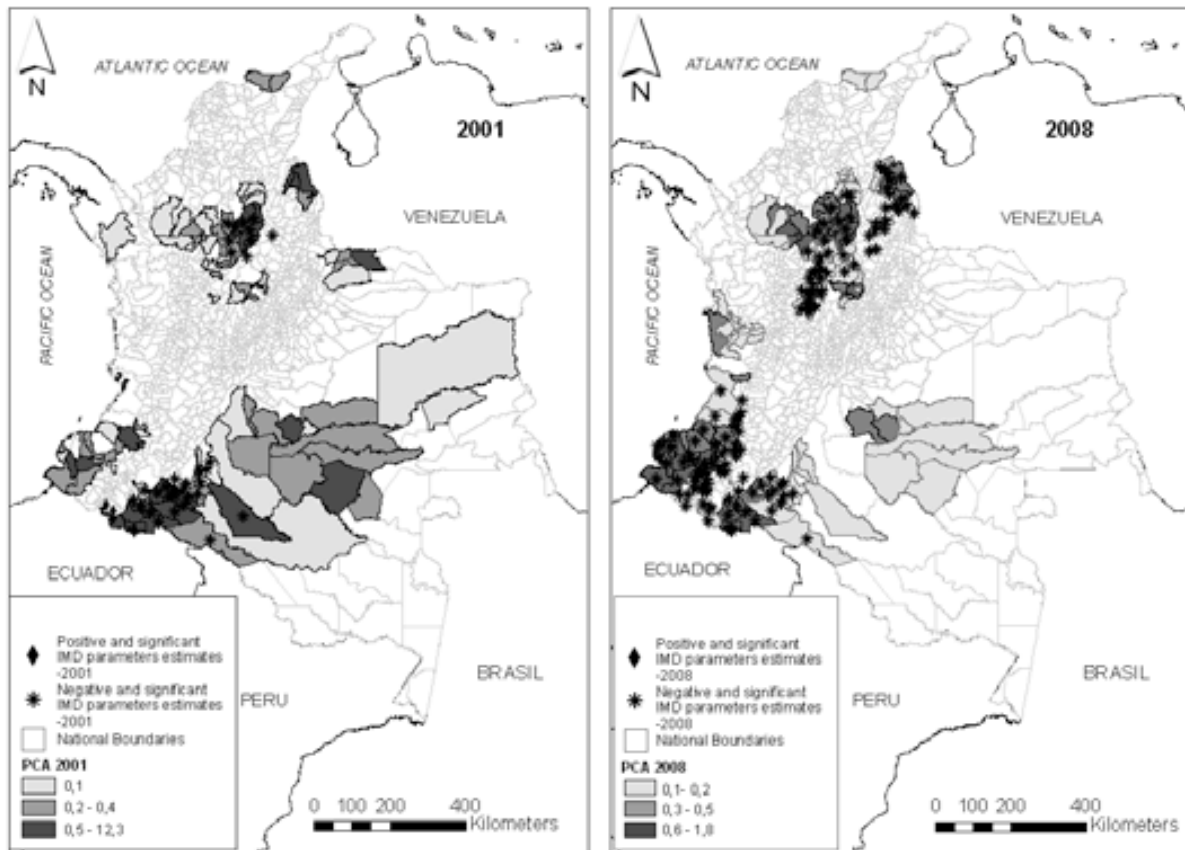 N
ATLANTIC OCEAN
2001
VENEZUELA
PACIFIC OCEAN
ECUADOR
PERU
BRASIL
Positive and significant
IMD parameters estimates
-2001
Negative and significant
IMD parameters estimates
-2001
National Boundaries
PCA 2001
0,1
0,2 - 0,4
0,5 - 12,3
0 100 200 400
Kilometers
N
ATLANTIC OCEAN
2008
VENEZUELA
PACIFIC OCEAN
ECUADOR
PERU
BRASIL
Positive and significant
IMD parameters estimates
-2008
Negative and significant
IMD parameters estimates
-2008
National Boundaries
PCA 2008
0,1- 0,2
0,3 - 0,5
0,6 - 1,8
0 100 200 400
Kilometers